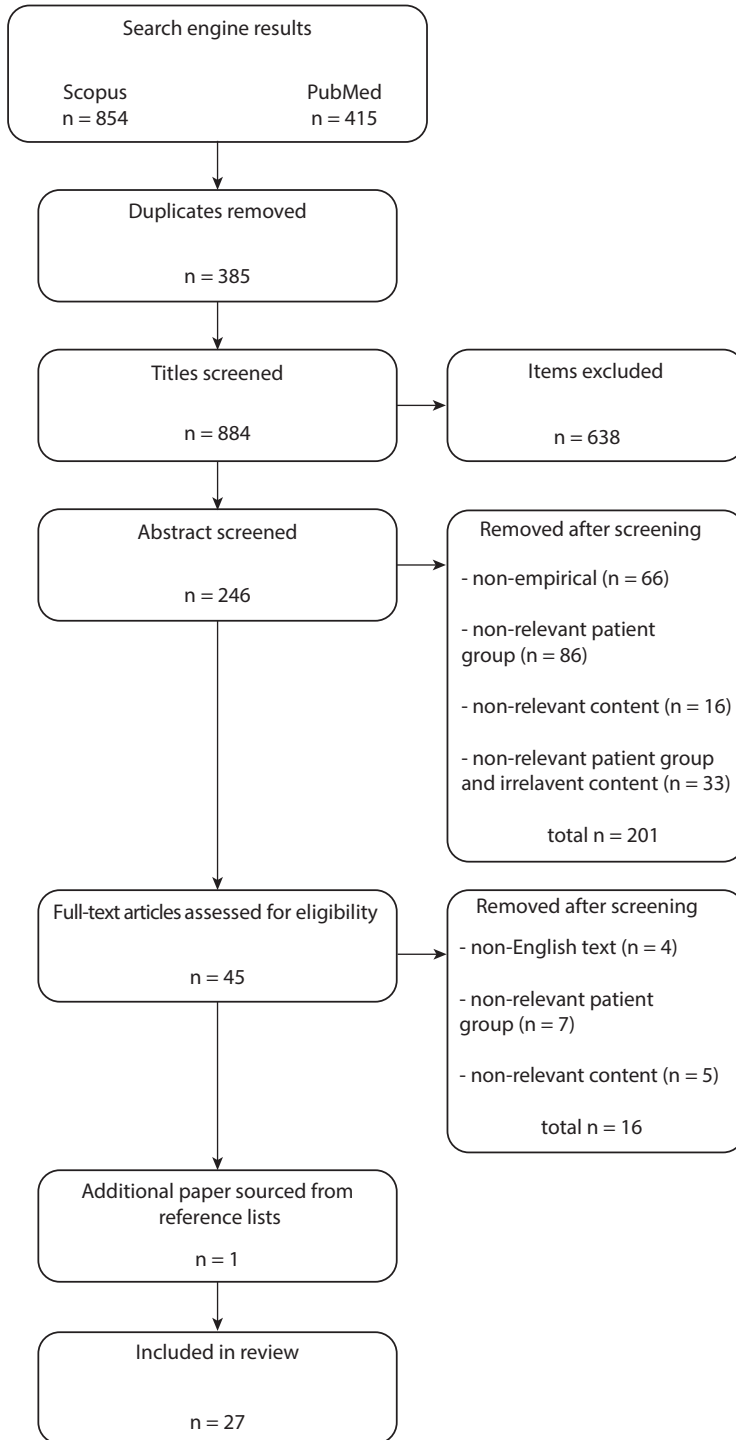 Search engine results
Scopus
n = 854
PubMed
n = 415
Duplicates removed
n = 385
Titles screened
n = 884
Items excluded
n = 638
Abstract screened
n = 246
Removed after screening
- non-empirical (n = 66)
- non-relevant patient
group (n = 86)
- non-relevant content (n = 16)
- non-relevant patient group
and irrelavent content (n = 33)
total n = 201
Full-text articles assessed for eligibility
n = 45
Removed after screening
- non-English text (n = 4)
- non-relevant patient
group (n = 7)
- non-relevant content (n = 5)
total n = 16
Additional paper sourced from
reference lists
n = 1
Included in review
n = 27